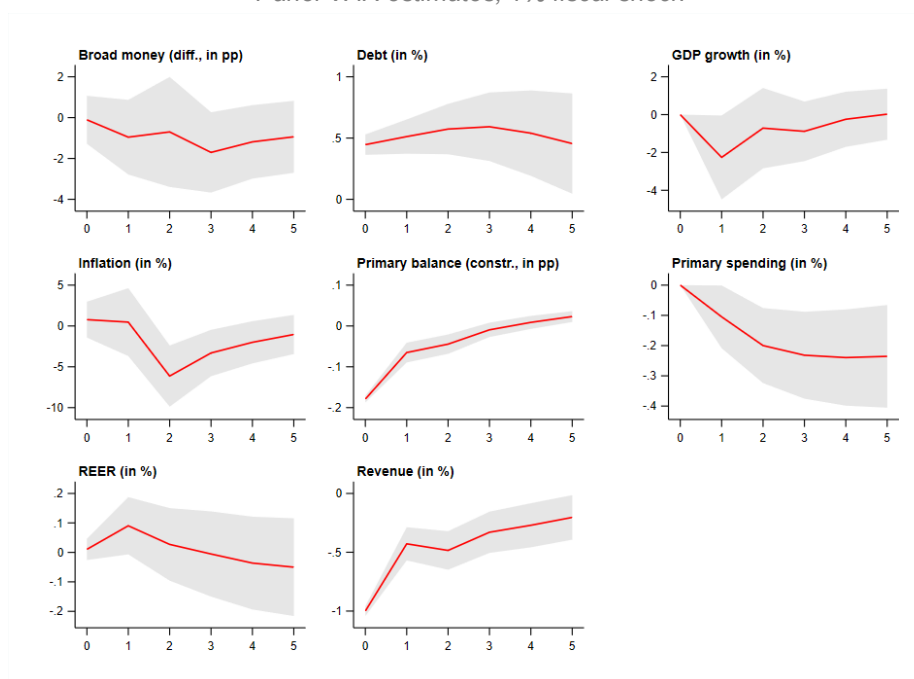 Broad money (diff., in pp)
2
0
-2
-4
0 1 2 3 4 5
Debt (in %)
1
.5
0
0 1 2 3 4 5
GDP growth (in %)
2
0
-2
-4
0 1 2 3 4 5
Inflation (in %)
5
0
-5
-10
0 1 2 3 4 5
Primary balance (constr., in pp)
.1
0
-.1
-.2
0 1 2 3 4 5
Primary spending (in %)
0
-.1
-.2
-.3
-.4
0 1 2 3 4 5
REER (in %)
.2
.1
0
-.1
-.2
0 1 2 3 4 5
Revenue (in %)
0
-.5
-1
0 1 2 3 4 5